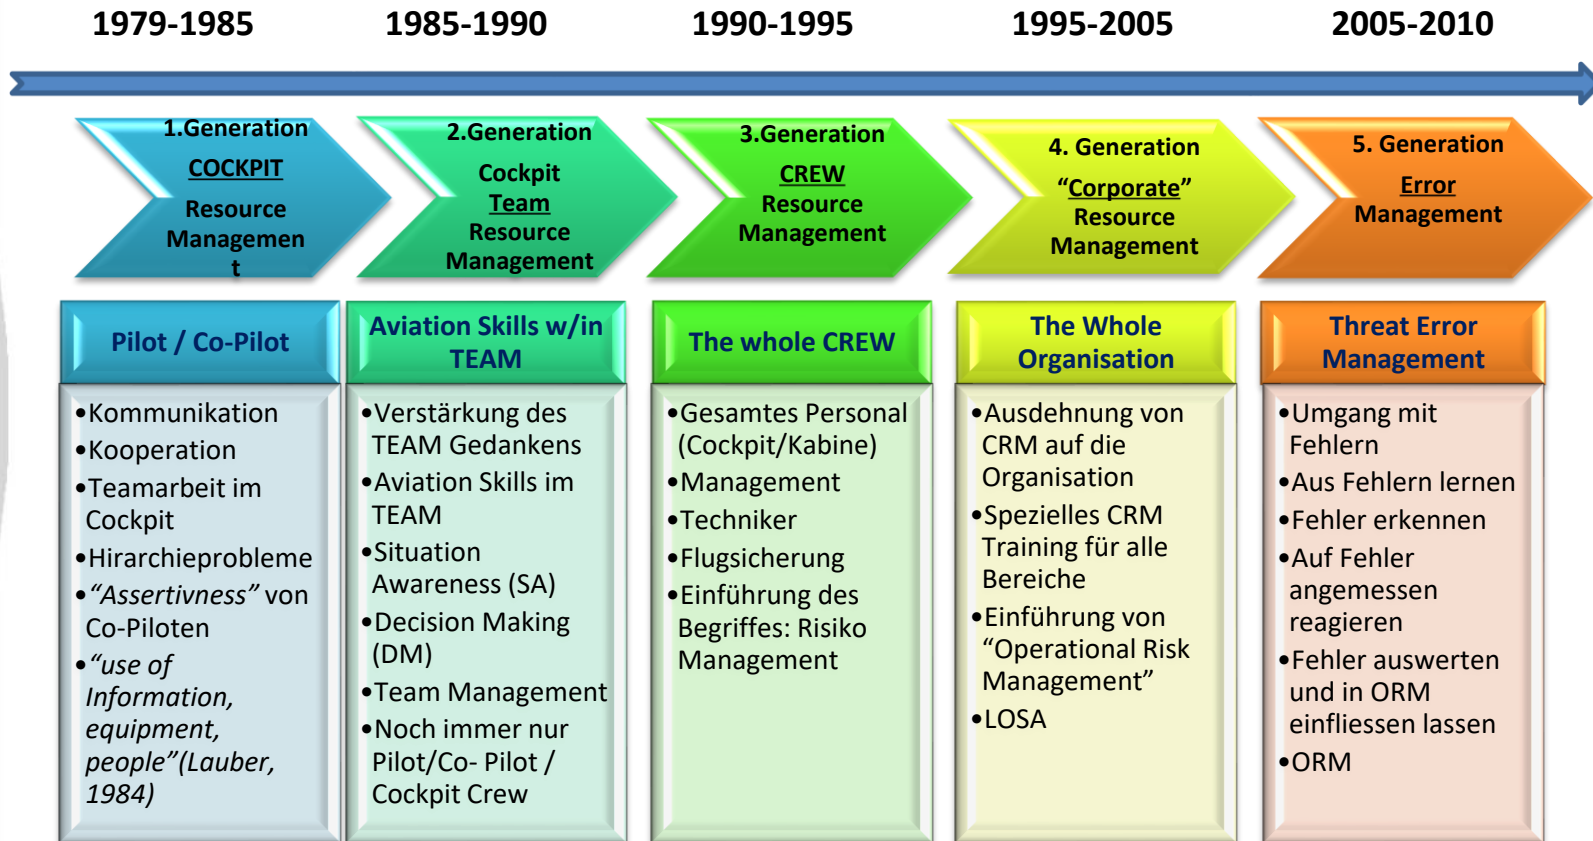 1979-1985
1985-1990
1990-1995
1995-2005
2005-2010
1.Generation
COCKPIT
Resource
Managemen
t
2.Generation
Cockpit
Team
Resource
Management
3.Generation
CREW
Resource
Management
4. Generation
“Corporate”
Resource
Management
5. Generation
Error
Management
Pilot / Co-Pilot
•Kommunikation
•Kooperation
•Teamarbeit im
Cockpit
•Hirarchieprobleme
•“Assertivness” von
Co-Piloten
•“use of
Information,
equipment,
people”(Lauber,
1984)
Aviation Skills w/in
TEAM
•Verstärkung des
TEAM Gedankens
•Aviation Skills im
TEAM
•Situation
Awareness (SA)
•Decision Making
(DM)
•Team Management
•Noch immer nur
Pilot/Co- Pilot /
Cockpit Crew
The whole CREW
•Gesamtes Personal
(Cockpit/Kabine)
•Management
•Techniker
•Flugsicherung
•Einführung des
Begriffes: Risiko
Management
The Whole
Organisation
•Ausdehnung von
CRM auf die
Organisation
•Spezielles CRM
Training für alle
Bereiche
•Einführung von
“Operational Risk
Management”
•LOSA
Threat Error
Management
•Umgang mit
Fehlern
•Aus Fehlern lernen
•Fehler erkennen
•Auf Fehler
angemessen
reagieren
•Fehler auswerten
und in ORM
einfliessen lassen
•ORM